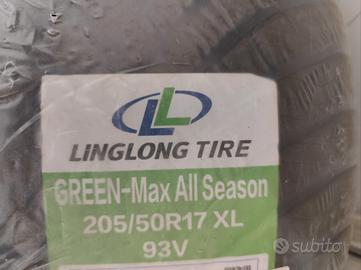 LINGLONG TIRE
GREEN-Max All Season
205/50R17 XL
93V
subito